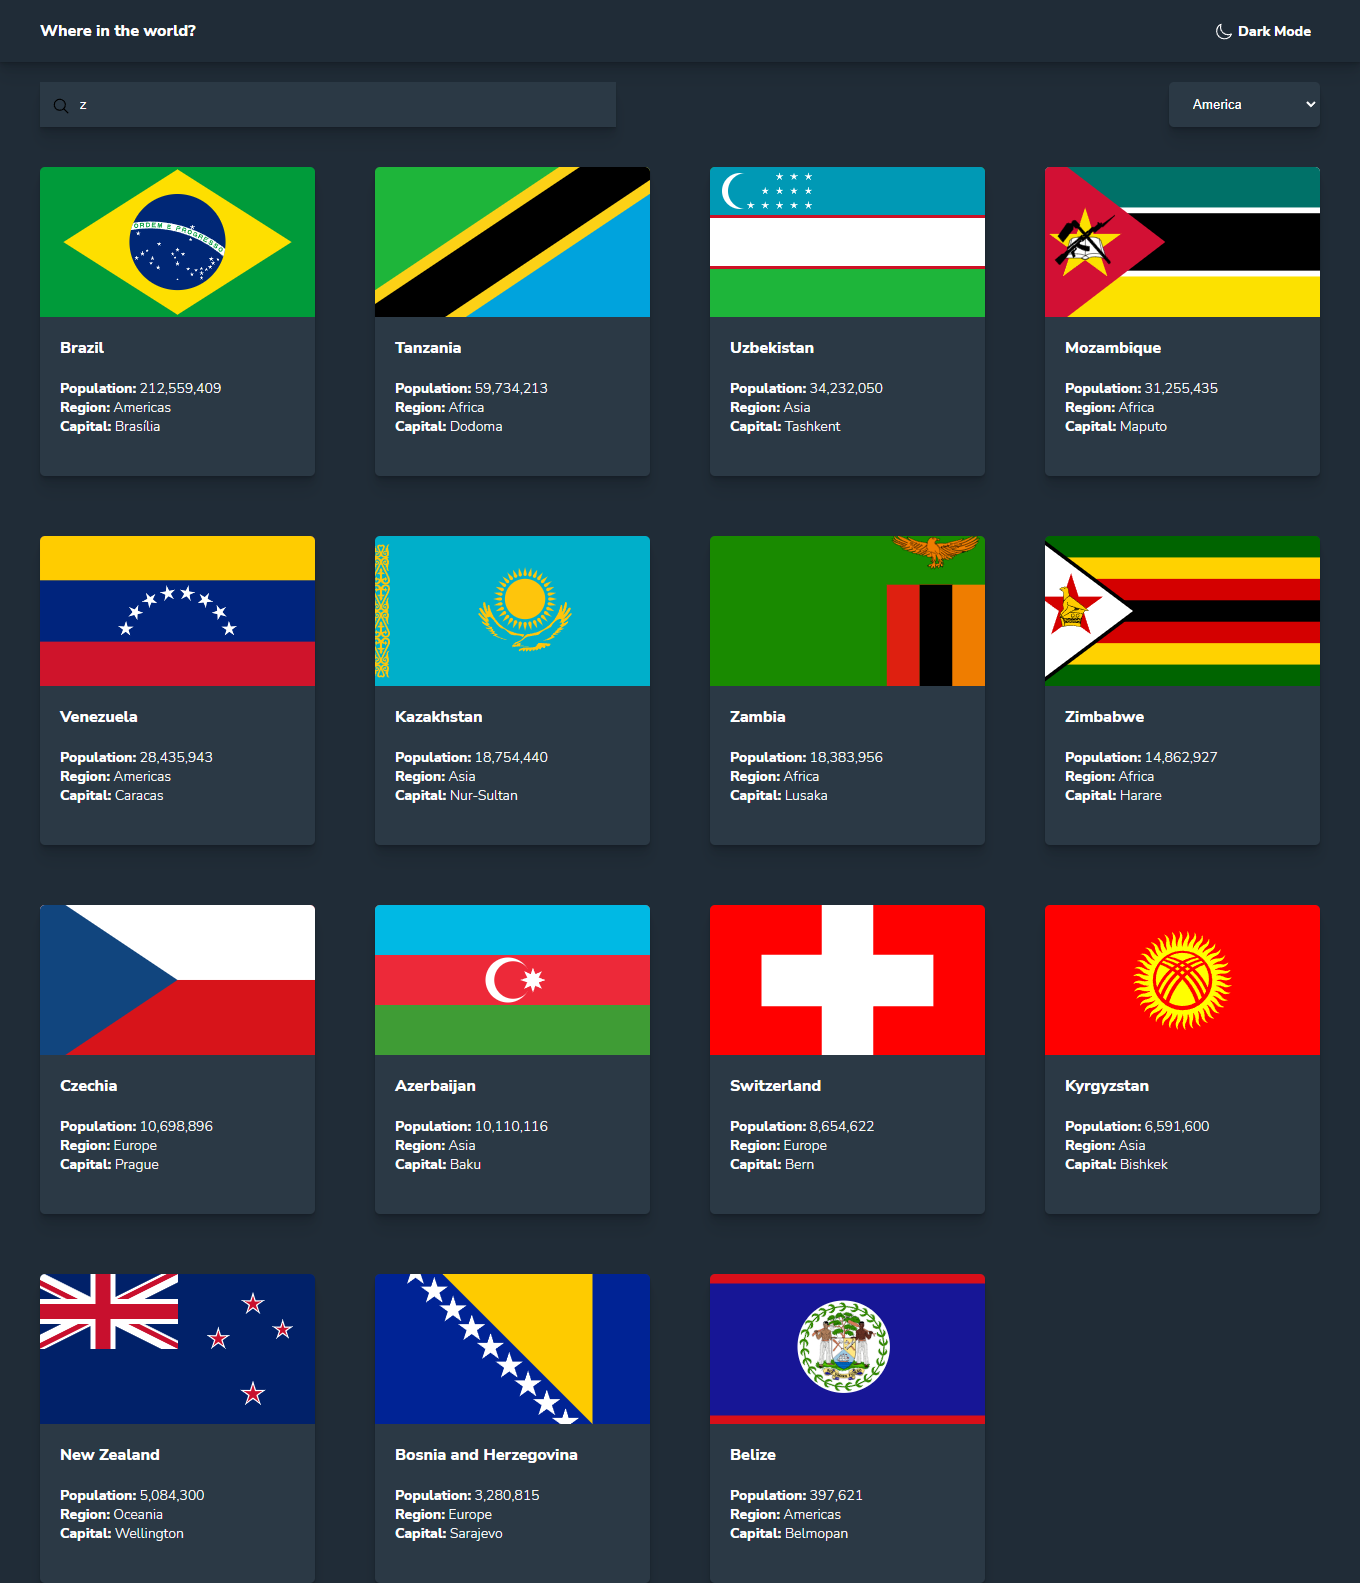 Where in the world?
Dark Mode
z
America
ORDEM E PROGRESSO
Brazil
Population: 212,559,409
Region: Americas
Capital: Brasília
Tanzania
Population: 59,734,213
Region: Africa
Capital: Dodoma
Uzbekistan
Population: 34,232,050
Region: Asia
Capital: Tashkent
Mozambique
Population: 31,255,435
Region: Africa
Capital: Maputo
Venezuela
Population: 28,435,943
Region: Americas
Capital: Caracas
Kazakhstan
Population: 18,754,440
Region: Asia
Capital: Nur-Sultan
Zambia
Population: 18,383,956
Region: Africa
Capital: Lusaka
Zimbabwe
Population: 14,862,927
Region: Africa
Capital: Harare
Czechia
Population: 10,698,896
Region: Europe
Capital: Prague
Azerbaijan
Population: 10,110,116
Region: Asia
Capital: Baku
Switzerland
Population: 8,654,622
Region: Europe
Capital: Bern
Kyrgyzstan
Population: 6,591,600
Region: Asia
Capital: Bishkek
New Zealand
Population: 5,084,300
Region: Oceania
Capital: Wellington
Bosnia and Herzegovina
Population: 3,280,815
Region: Europe
Capital: Sarajevo
Belize
Population: 397,621
Region: Americas
Capital: Belmopan